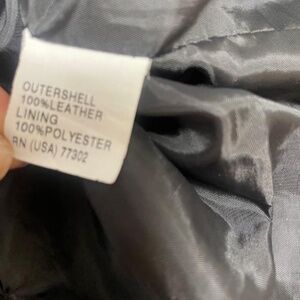 OUTERSHELL
100%LEATHER
LINING
100%POLYESTER
RN (USA) 77302